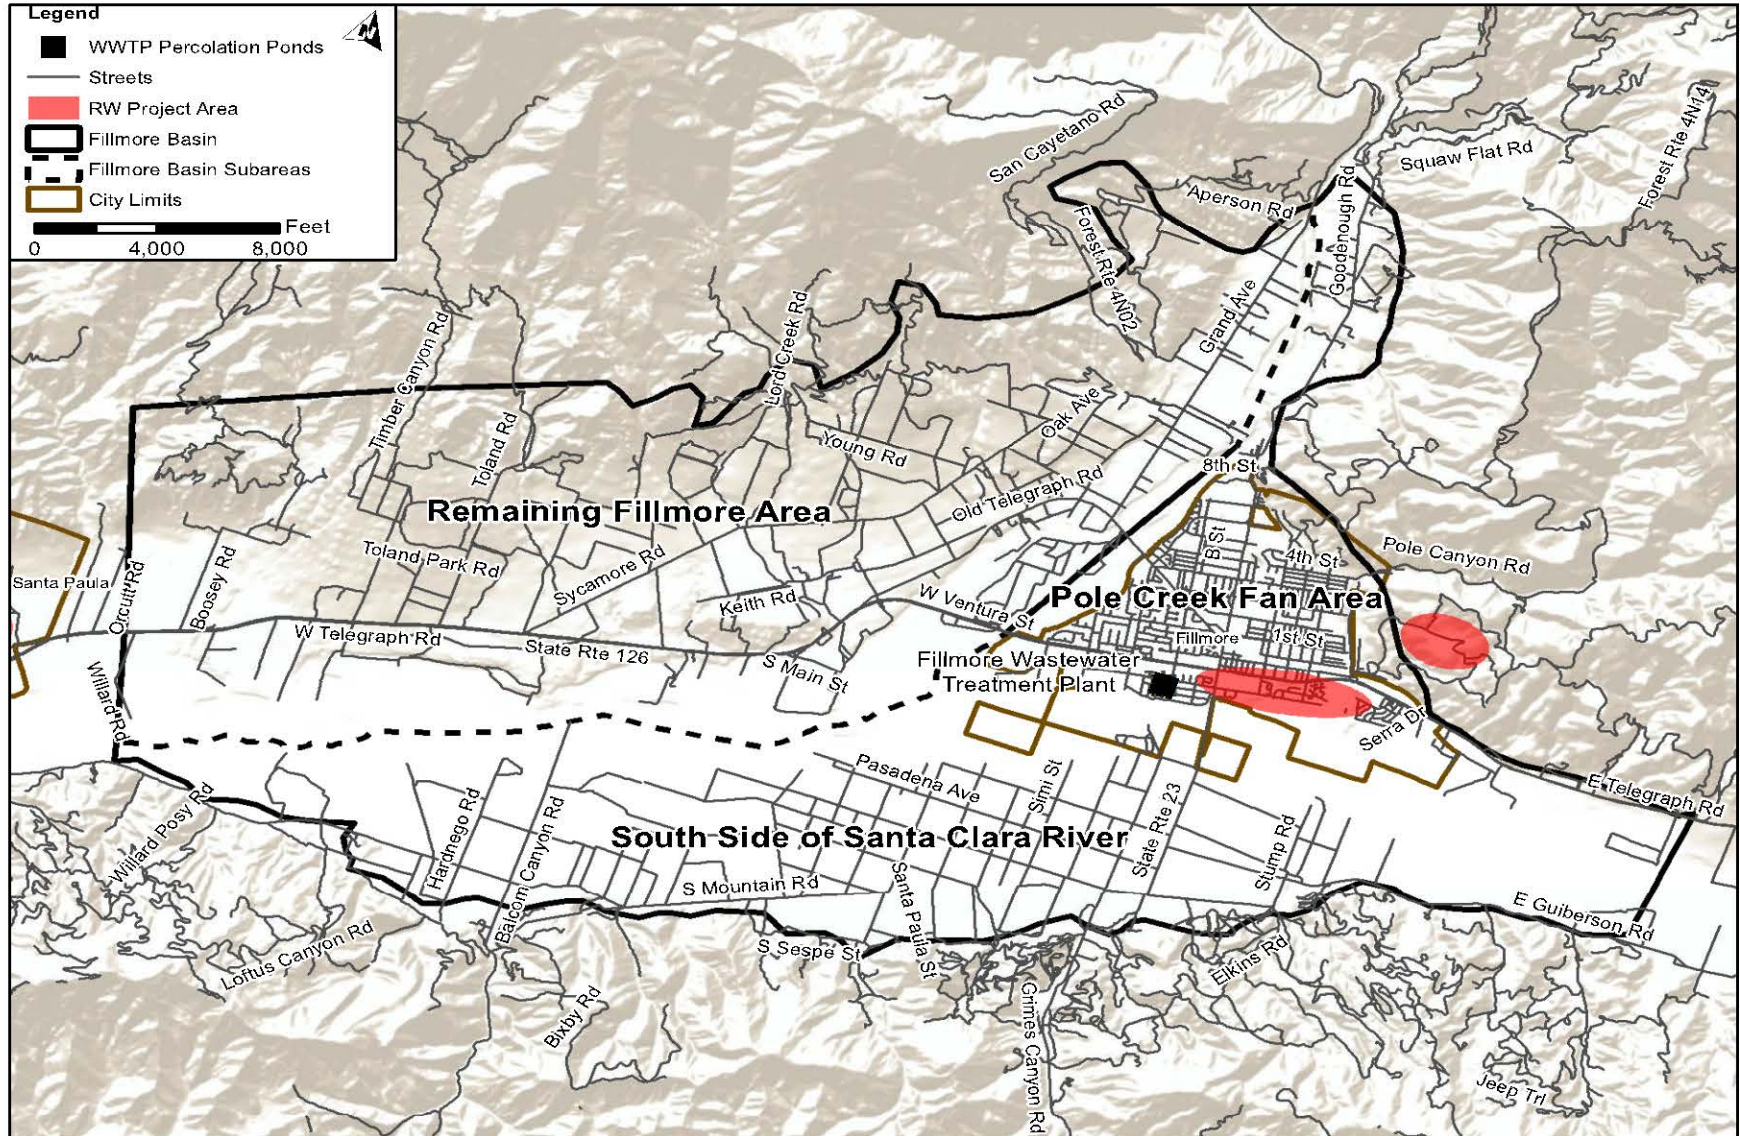 Legend
N
WWTP Percolation Ponds
Streets
RW Project Area
Fillmore Basin
Fillmore Basin Subareas
City Limits
Feet
0 4,000 8,000
San Cayetano Rd
Squaw Flat Rd
Forest Rte 4N14
Aperson Rd
Goodenough Rd
Forest Rte 4N02
Grand Ave
Lord Creek Rd
Timber Canyon Rd
Toland Rd
Oak Ave
Young Rd
8th St
Old Telegraph Rd
Remaining Fillmore Area
B St
4th St
Pole Canyon Rd
Toland Park Rd
Sycamore Rd
Santa Paula
Orcutt Rd
Boosey Rd
Keith Rd
W Ventura St
Pole Creek Fan Area
W Telegraph Rd
State Rte 126
Fillmore
1st St
S Main St
Fillmore Wastewater
Treatment Plant
Willard Rd
Serra Dr
Pasadena Ave
Simi St
E Telegraph Rd
Willard Posy Rd
Hardnego Rd
Balcom Canyon Rd
South Side of Santa Clara River
State Rte 23
Stump Rd
S Mountain Rd
Santa Paula St
E Guiberson Rd
Loftus Canyon Rd
S Sespe St
Elkins Rd
Bixby Rd
Grimes Canyon Rd
Jeep Trl